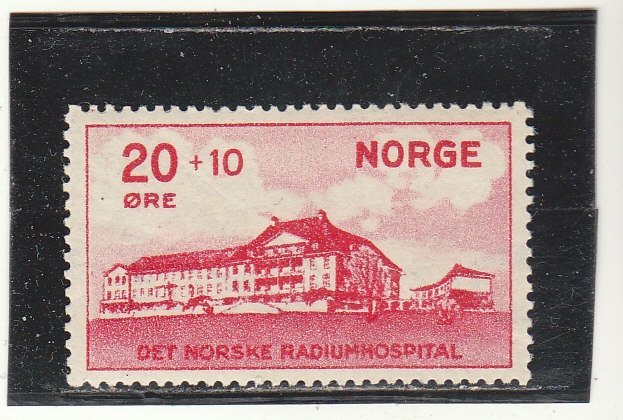 20 + 10 NORGE
ØRE
DET NORSKE RADIUMHOSPITAL